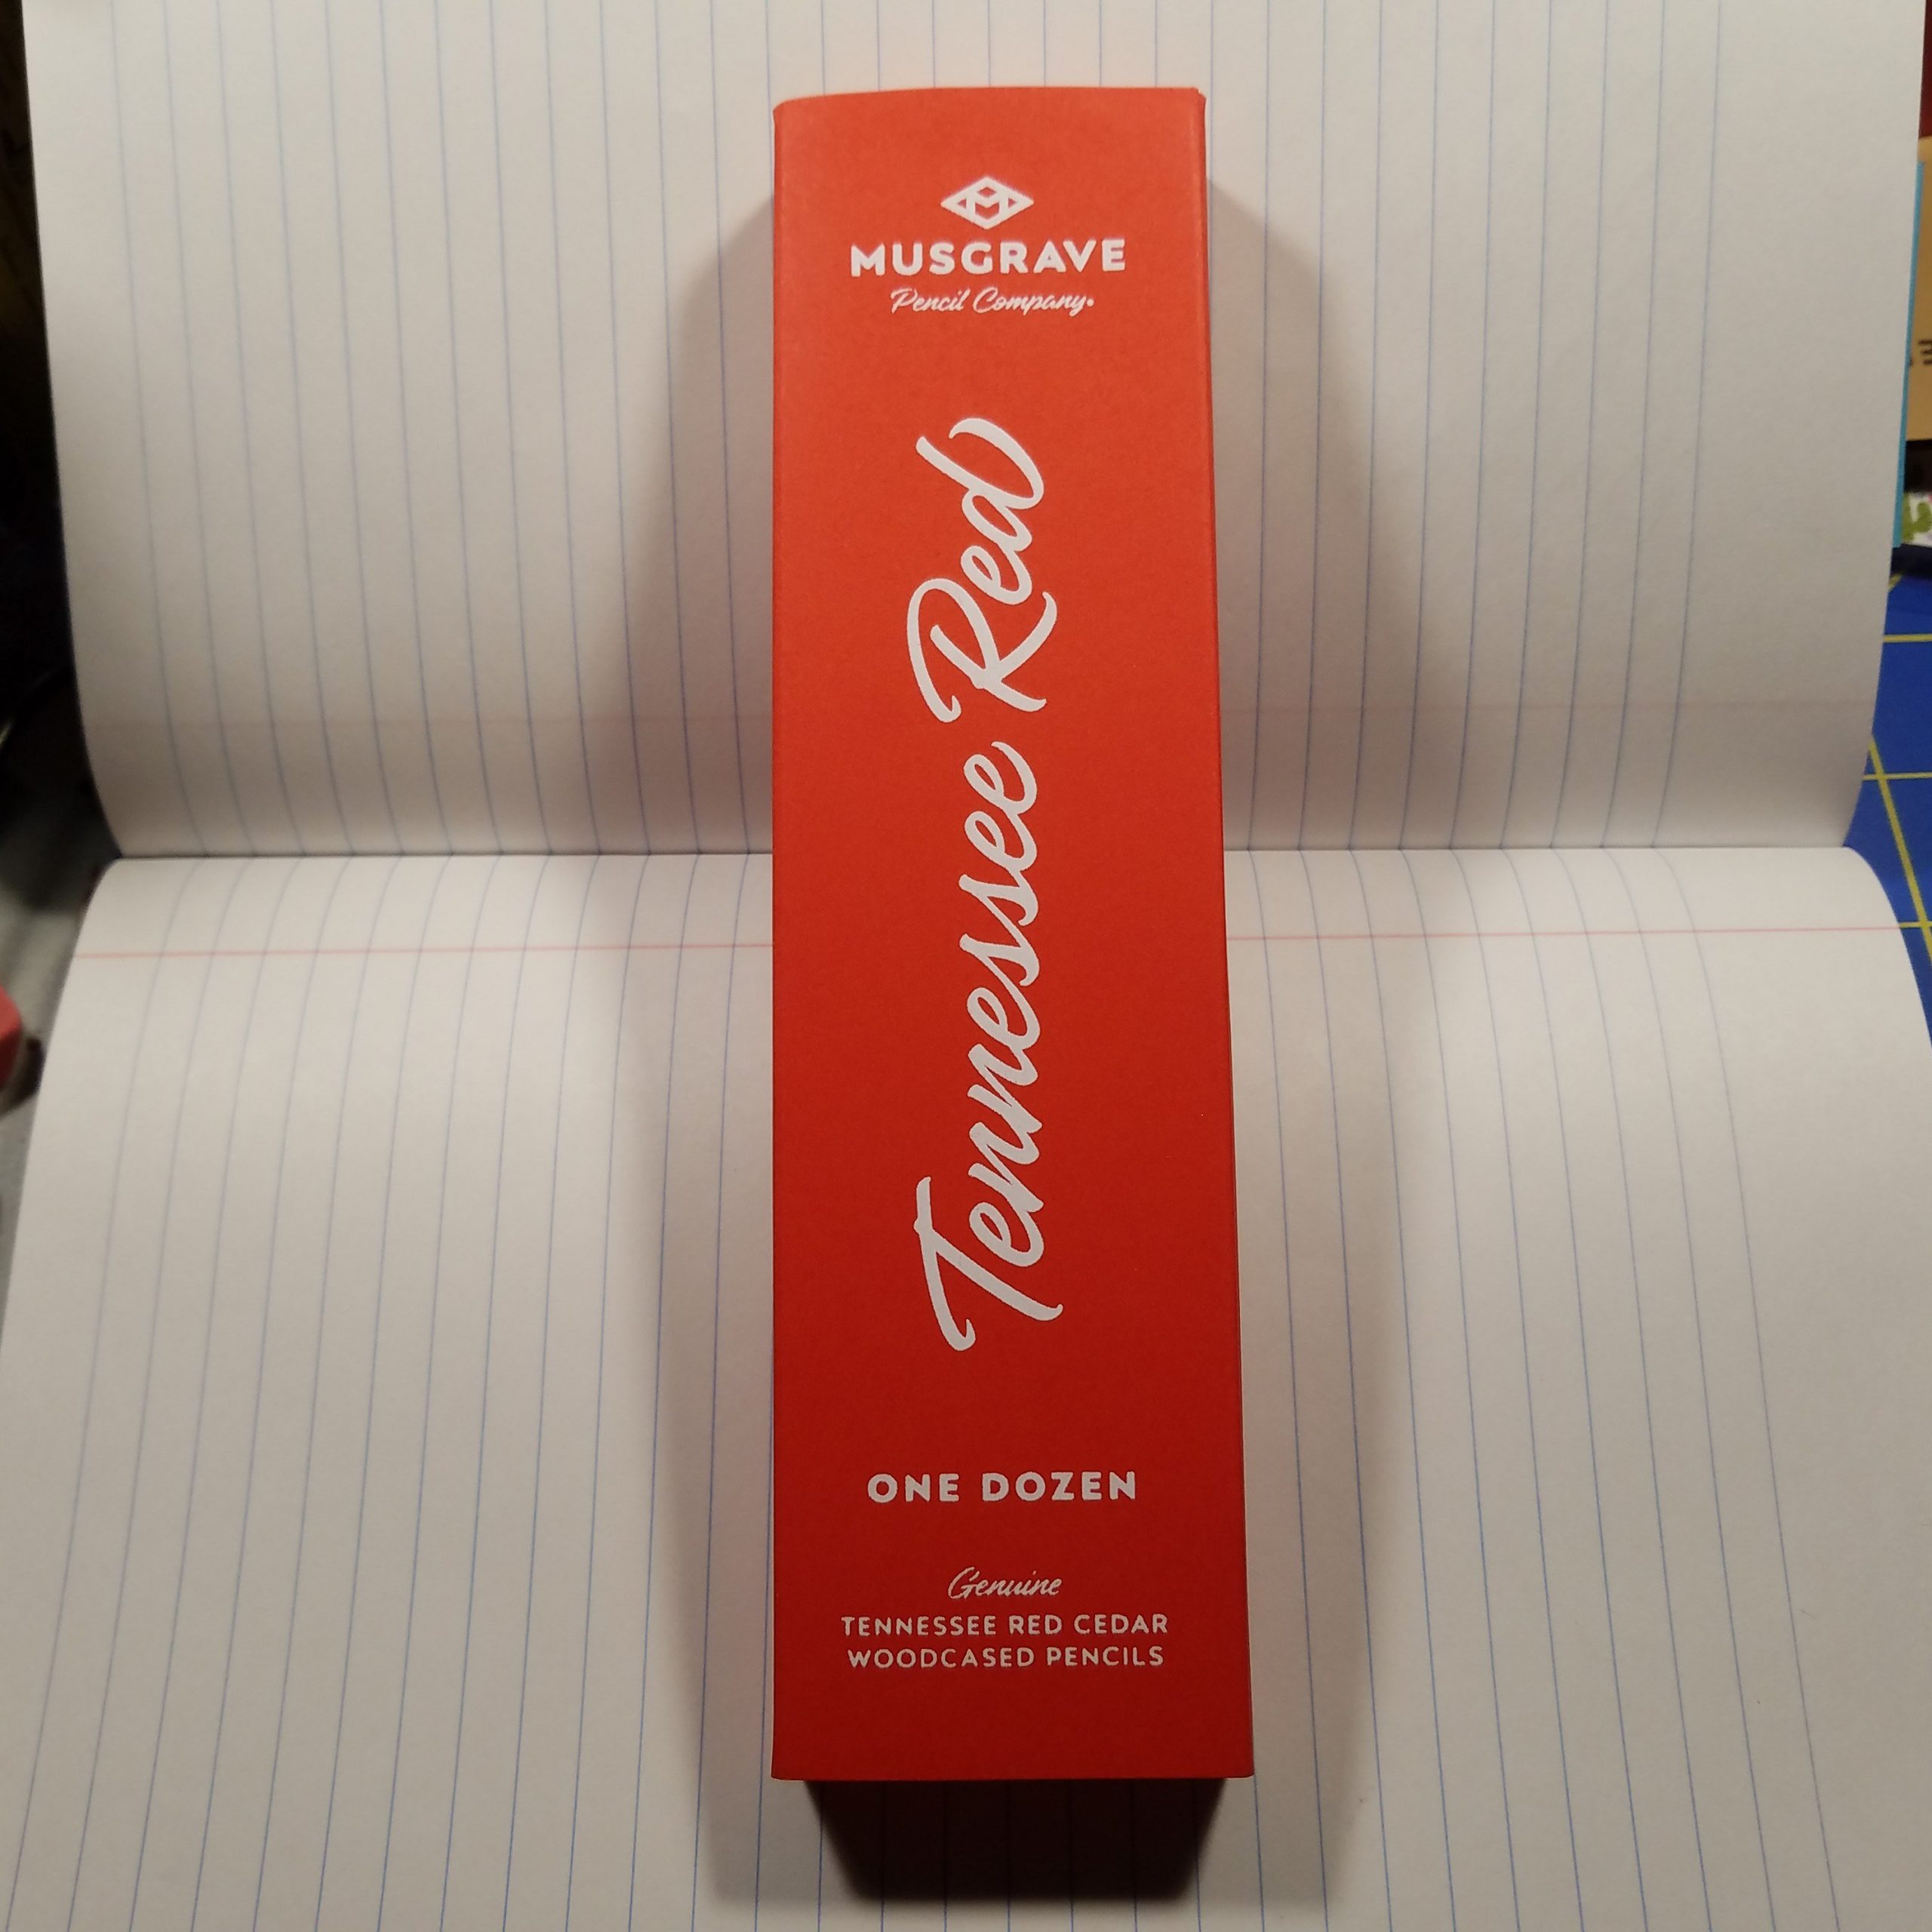 MUSGRAVE
Pencil Company
Tennessee Red
ONE DOZEN
Genuine
TENNESSEE RED CEDAR
WOODCASED PENCILS